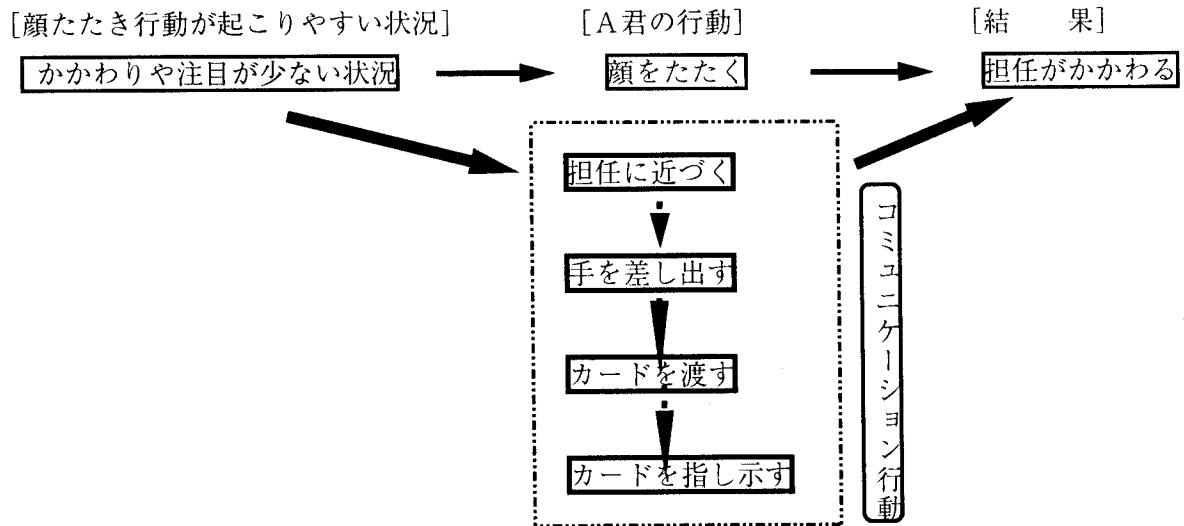 [顔たたき行動が起こりやすい状況]　[A君の行動]　[結　果]
かかわりや注目が少ない状況　顔をたたく　担任がかかわる
担任に近づく
手を差し出す
カードを渡す
カードを指し示す
コミュニケーション行動